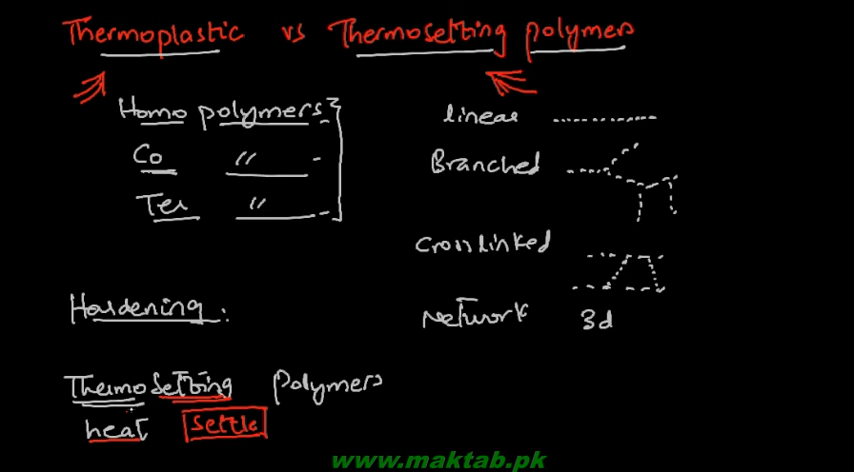 Thermoplastic vs Thermosetting polymers
Homo polymers
Co "
Ter "
linear
Branched
Crosslinked
Network 3d
Hardening:
Thermosetting Polymers
heat settle
www.maktab.pk